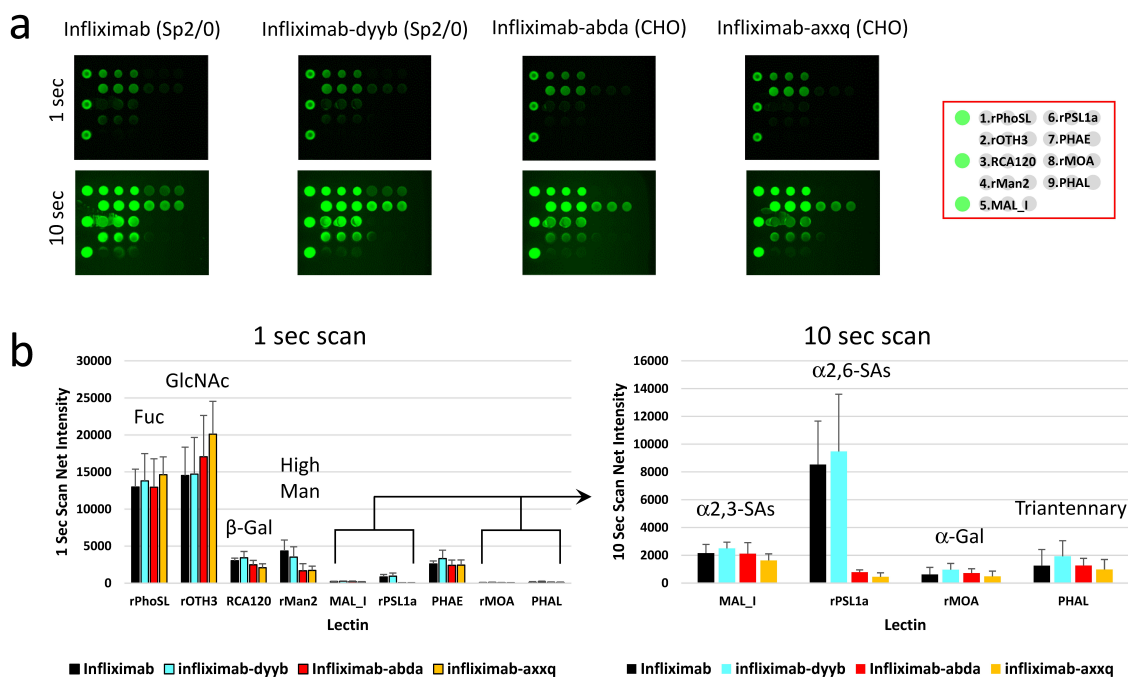 a
Infliximab (Sp2/0)
Infliximab-dyyb (Sp2/0)
Infliximab-abda (CHO)
Infliximab-axxq (CHO)
1 sec
10 sec
1.rPhoSL 6.rPSL1a
2.rOTH3 7.PHAE
3.RCA120 8.rMOA
4.rMan2 9.PHAL
5.MAL_I
b
1 sec scan
1 Sec Scan Net Intensity
30000
25000
20000
15000
10000
5000
0
Fuc
GlcNAc
β-Gal
High
Man
rPhoSL rOTH3 RCA120 rMan2 MAL_I rPSL1a PHAE rMOA PHAL
Lectin
Infliximab infliximab-dyyb Infliximab-abda infliximab-axxq
10 sec scan
10 Sec Scan Net Intensity
16000
14000
12000
10000
8000
6000
4000
2000
0
α2,3-SAs
α2,6-SAs
α-Gal
Triantennary
MAL_I rPSL1a rMOA PHAL
Lectin
Infliximab infliximab-dyyb Infliximab-abda infliximab-axxq